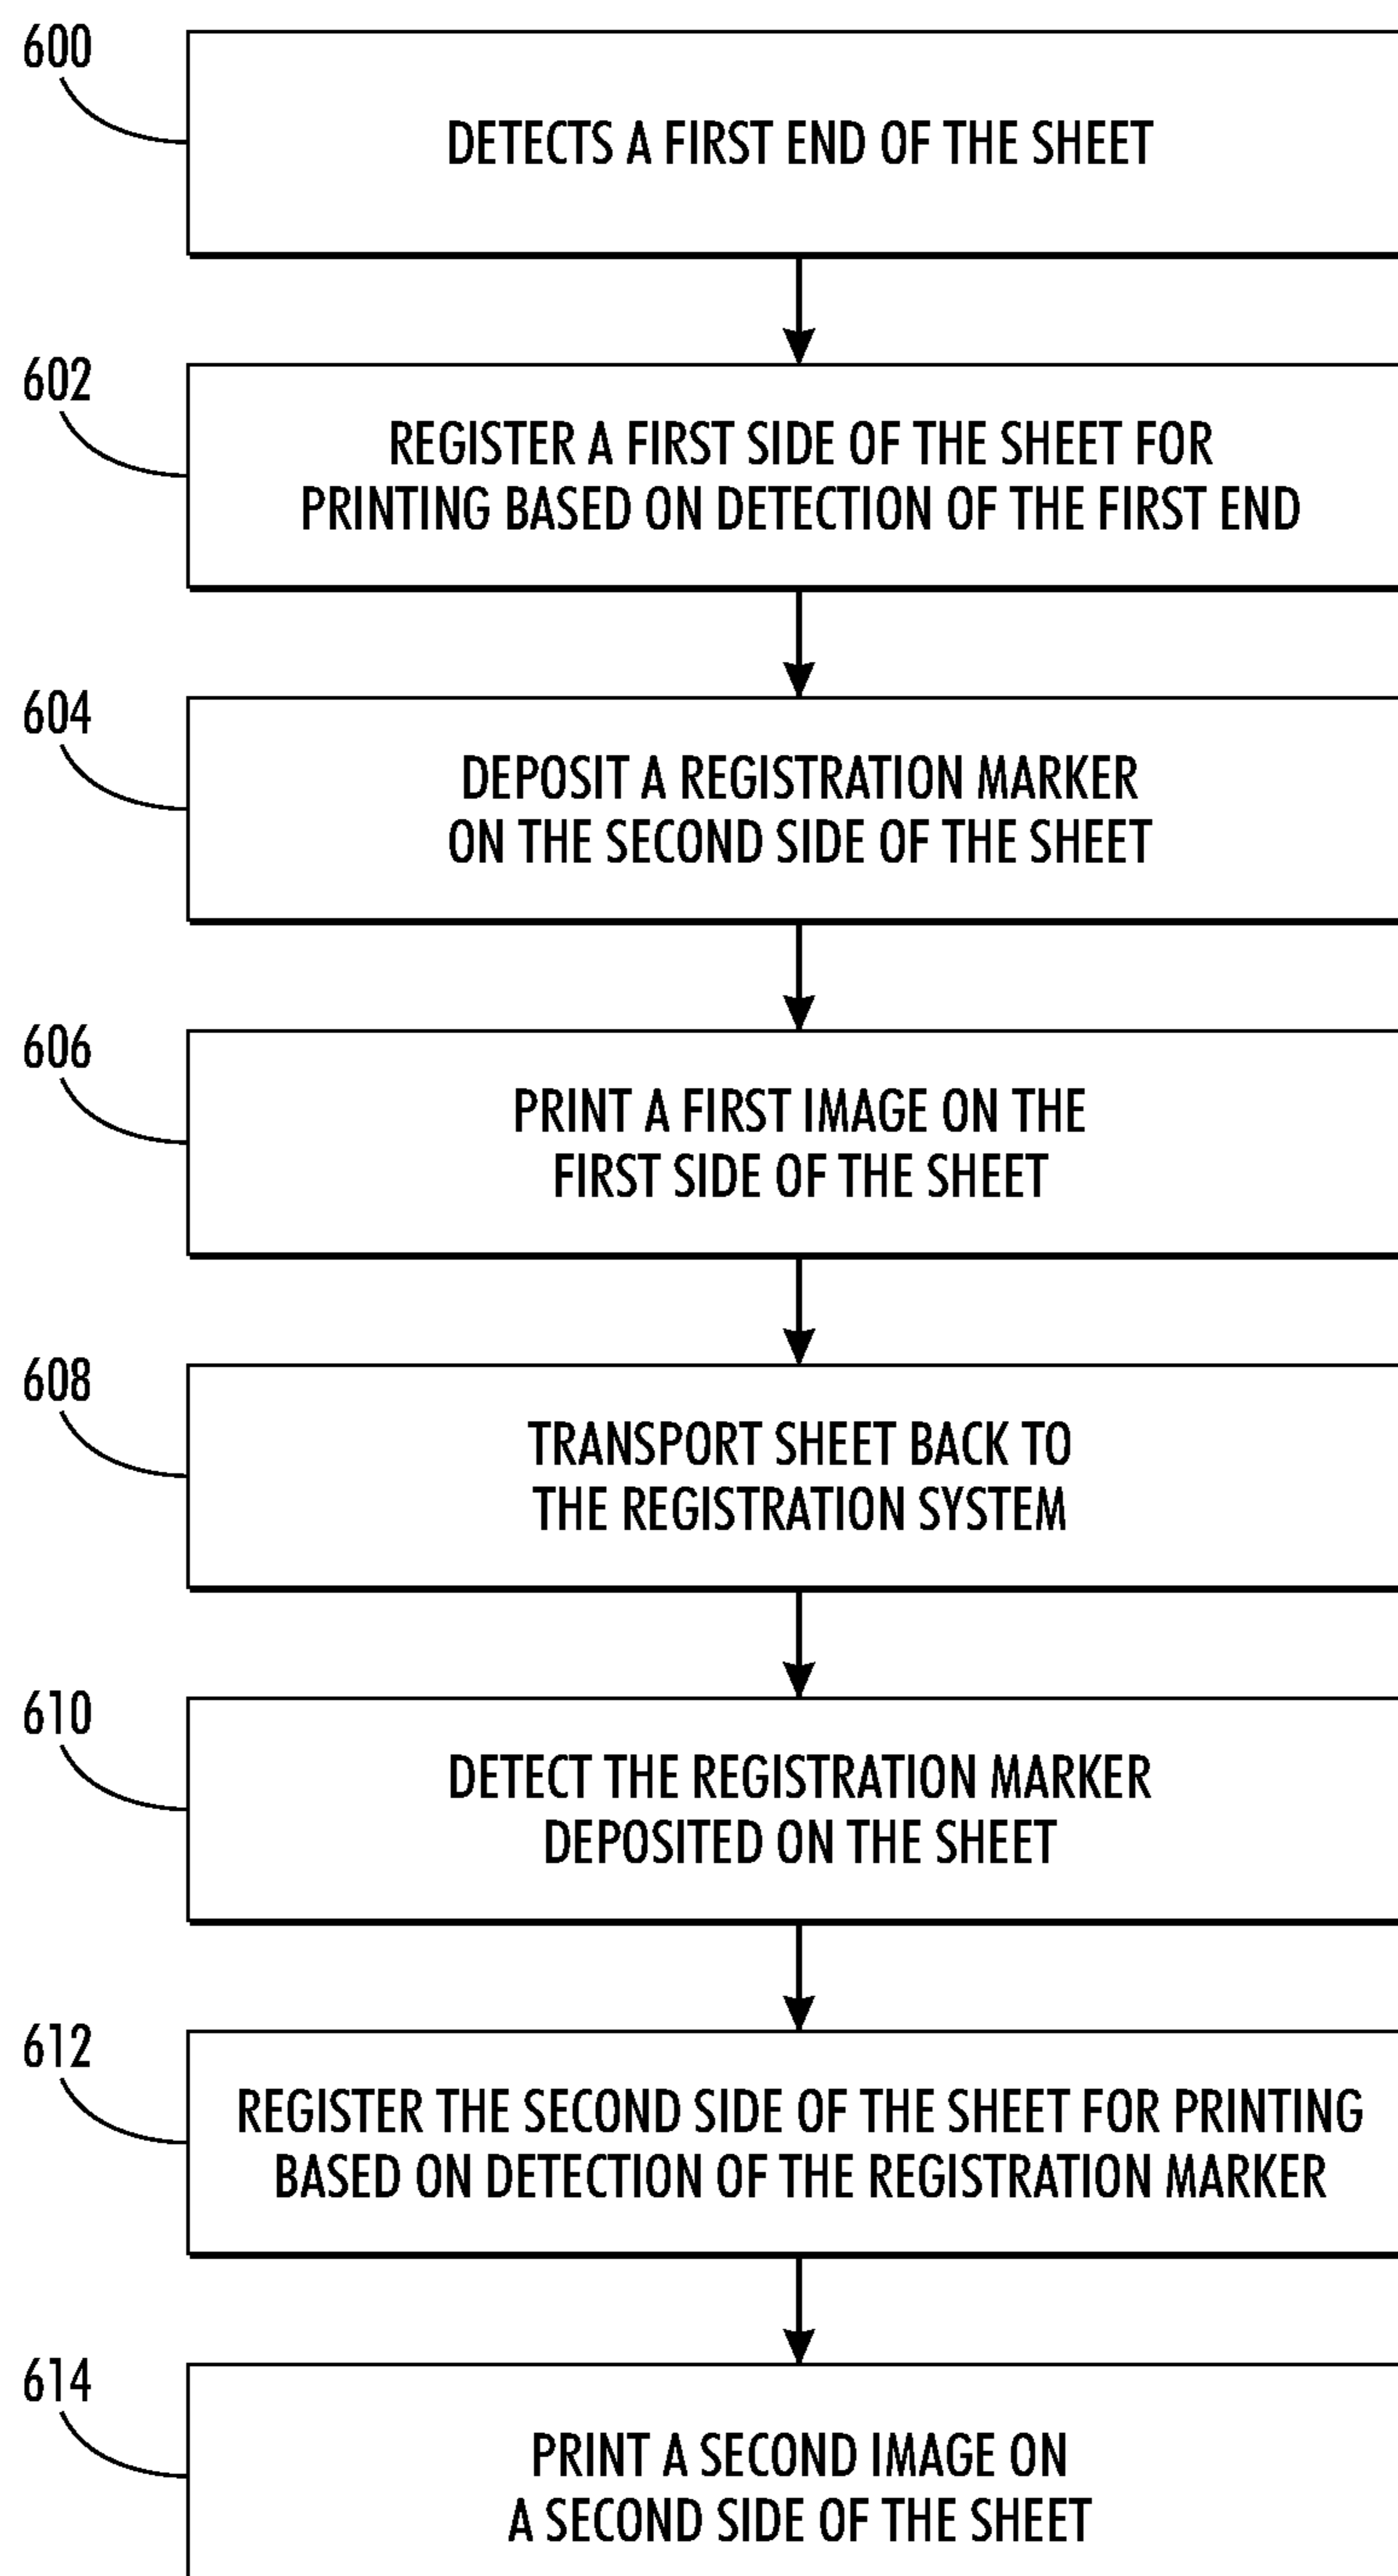 600
DETECTS A FIRST END OF THE SHEET
602
REGISTER A FIRST SIDE OF THE SHEET FOR
PRINTING BASED ON DETECTION OF THE FIRST END
604
DEPOSIT A REGISTRATION MARKER
ON THE SECOND SIDE OF THE SHEET
606
PRINT A FIRST IMAGE ON THE
FIRST SIDE OF THE SHEET
608
TRANSPORT SHEET BACK TO
THE REGISTRATION SYSTEM
610
DETECT THE REGISTRATION MARKER
DEPOSITED ON THE SHEET
612
REGISTER THE SECOND SIDE OF THE SHEET FOR PRINTING
BASED ON DETECTION OF THE REGISTRATION MARKER
614
PRINT A SECOND IMAGE ON
A SECOND SIDE OF THE SHEET